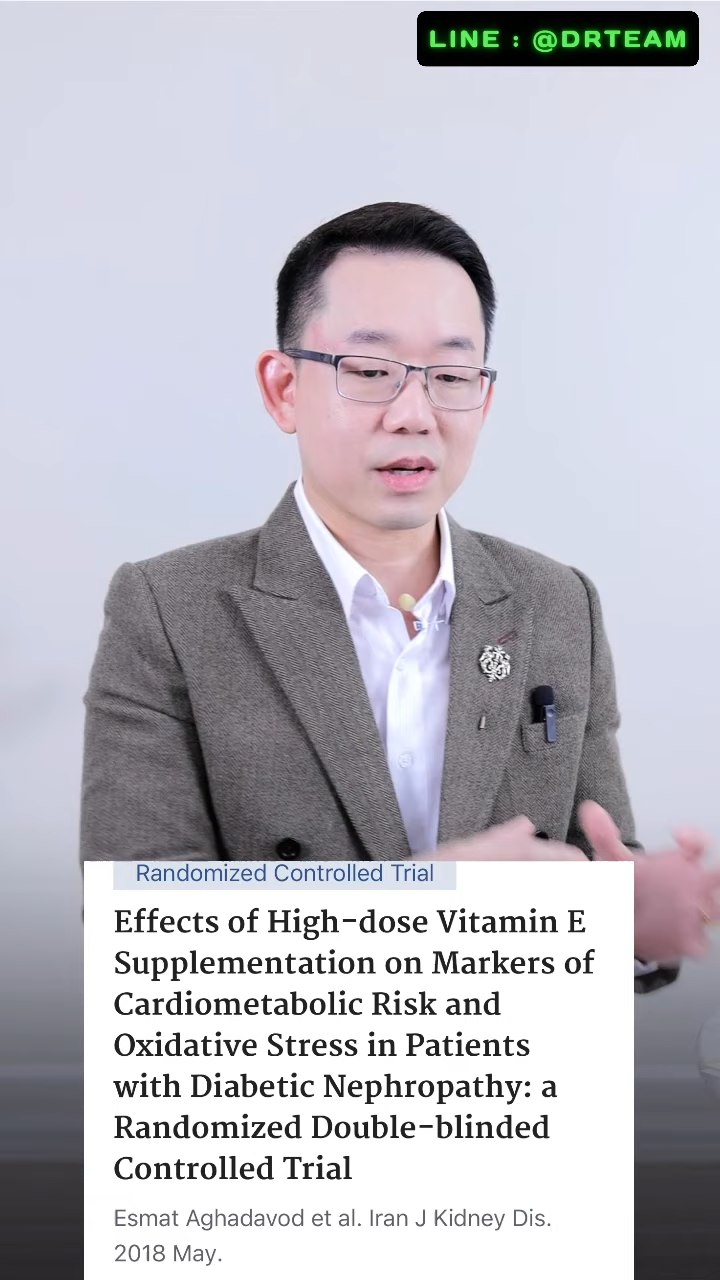 LINE : @DRTEAM
Randomized Controlled Trial
Effects of High-dose Vitamin E
Supplementation on Markers of
Cardiometabolic Risk and
Oxidative Stress in Patients
with Diabetic Nephropathy: a
Randomized Double-blinded
Controlled Trial
Esmat Aghadavod et al. Iran J Kidney Dis.
2018 May.